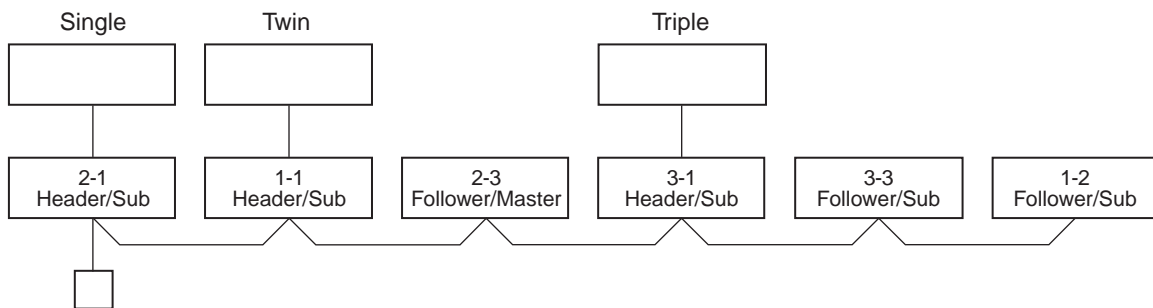 Single
Twin
Triple
2-1
Header/Sub
1-1
Header/Sub
2-3
Follower/Master
3-1
Header/Sub
3-3
Follower/Sub
1-2
Follower/Sub